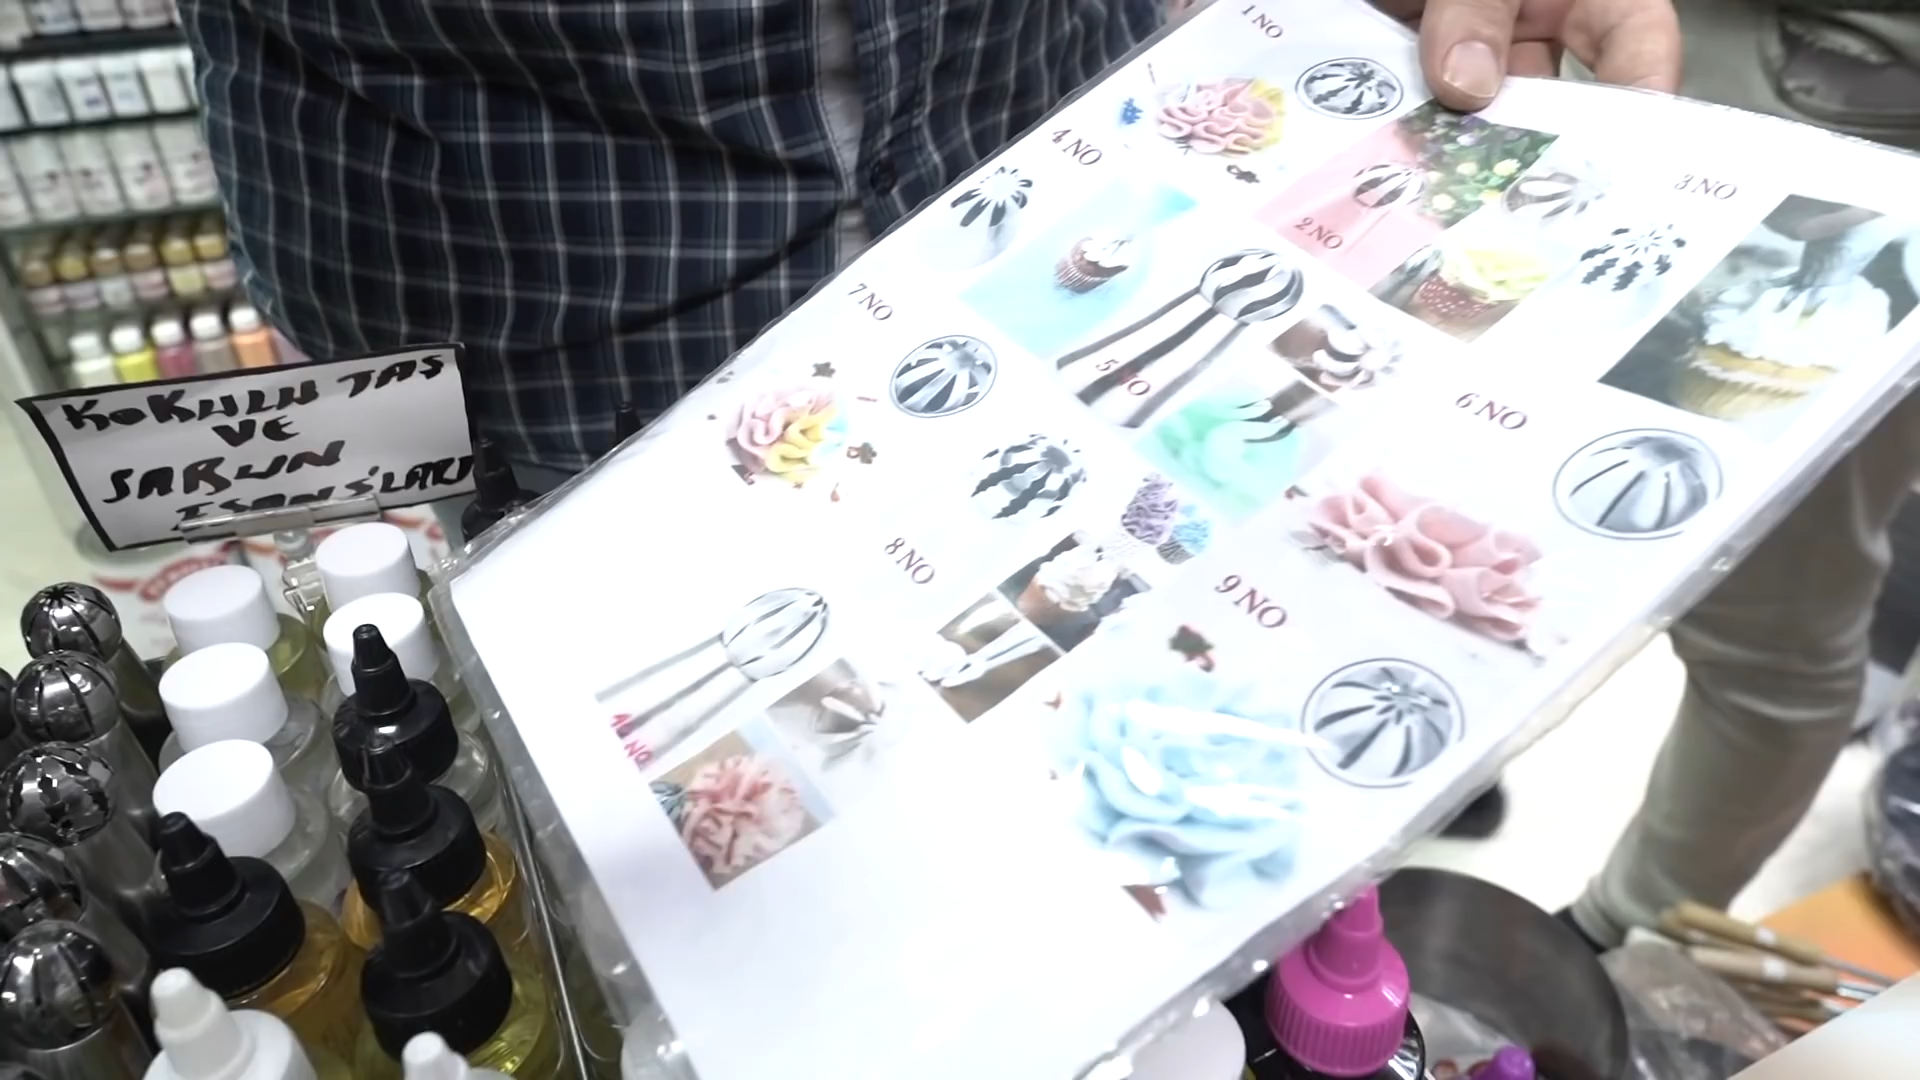 1 NO
2 NO
3 NO
4 NO
5 NO
6 NO
7 NO
8 NO
9 NO
KOKULU TAŞ
VE
SABUN
ESANSLARI